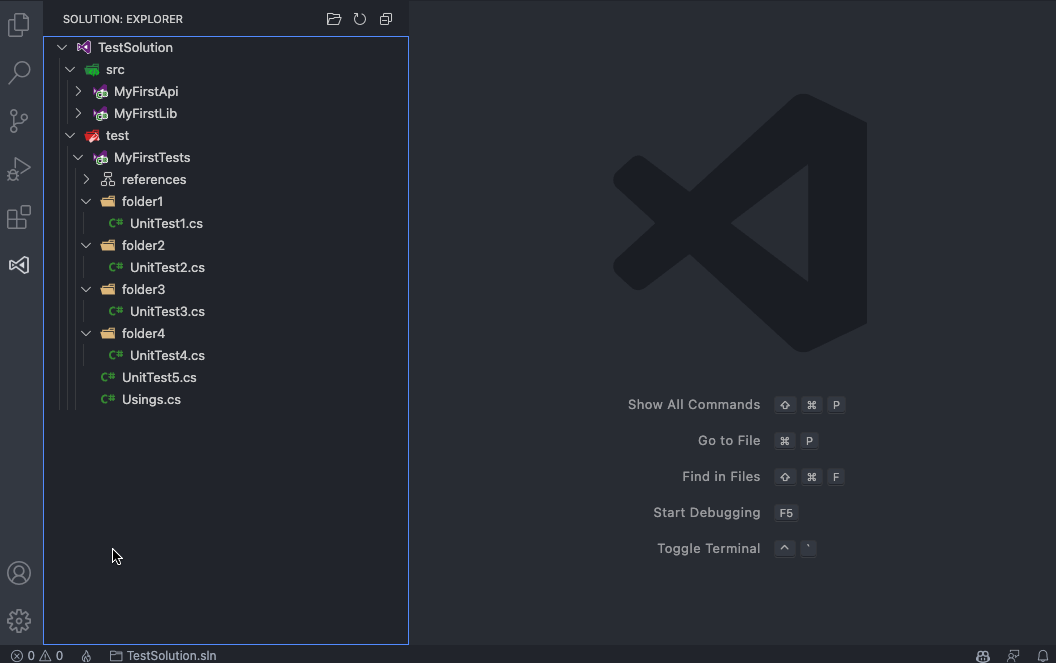 SOLUTION: EXPLORER
TestSolution
src
MyFirstApi
MyFirstLib
test
MyFirstTests
references
folder1
C# UnitTest1.cs
folder2
C# UnitTest2.cs
folder3
C# UnitTest3.cs
folder4
C# UnitTest4.cs
C# UnitTest5.cs
C# Usings.cs
Show All Commands ⇧ ⌘ P
Go to File ⌘ P
Find in Files ⇧ ⌘ F
Start Debugging F5
Toggle Terminal ^ `
0 0 TestSolution.sln